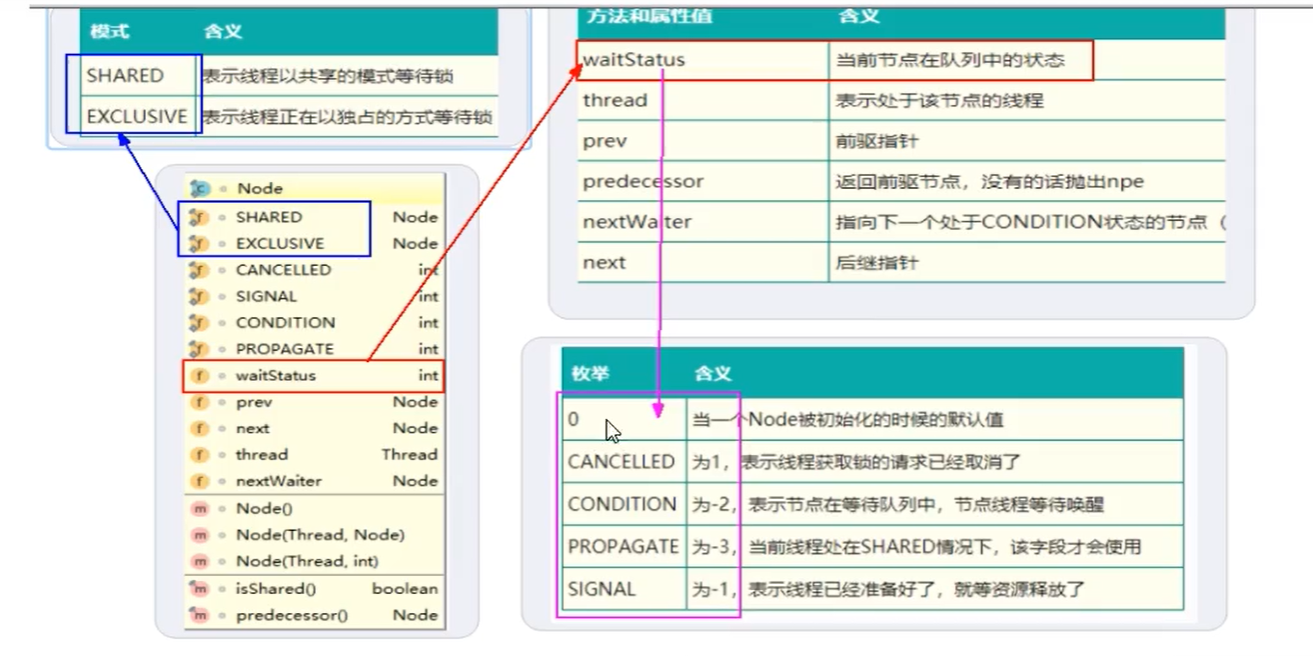 模式 含义
SHARED 表示线程以共享的模式等待锁
EXCLUSIVE 表示线程正在以独占的方式等待锁
Node
SHARED Node
EXCLUSIVE Node
CANCELLED int
SIGNAL int
CONDITION int
PROPAGATE int
waitStatus int
prev Node
next Node
thread Thread
nextWaiter Node
Node()
Node(Thread, Node)
Node(Thread, int)
isShared() boolean
predecessor() Node
方法和属性值 含义
waitStatus 当前节点在队列中的状态
thread 表示处于该节点的线程
prev 前驱指针
predecessor 返回前驱节点，没有的话抛出npe
nextWaiter 指向下一个处于CONDITION状态的节点（
next 后继指针
枚举 含义
0 当一个Node被初始化的时候的默认值
CANCELLED 为1，表示线程获取锁的请求已经取消了
CONDITION 为-2，表示节点在等待队列中，节点线程等待唤醒
PROPAGATE 为-3，当前线程处在SHARED情况下，该字段才会使用
SIGNAL 为-1，表示线程已经准备好了，就等资源释放了